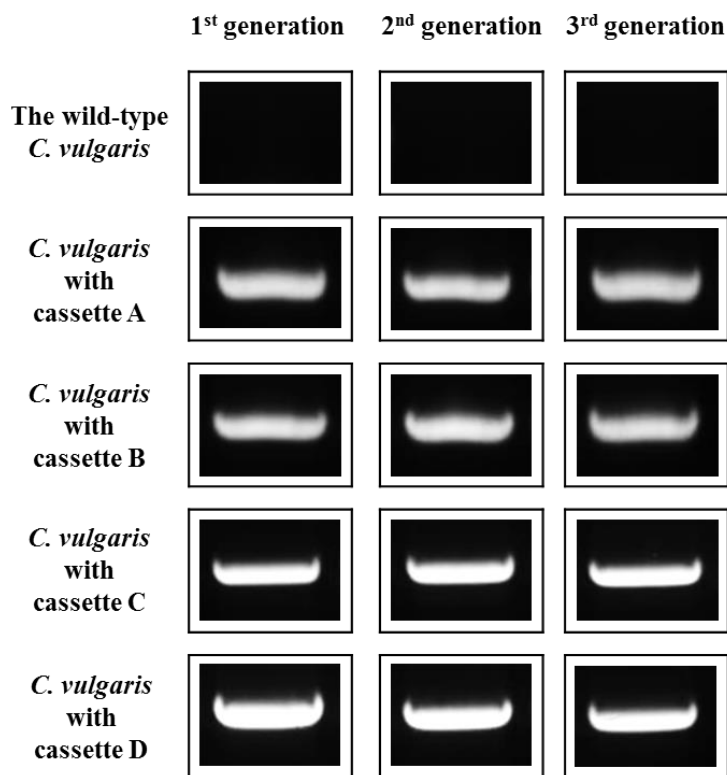 1st generation 2nd generation 3rd generation
The wild-type
C. vulgaris
C. vulgaris
with
cassette A
C. vulgaris
with
cassette B
C. vulgaris
with
cassette C
C. vulgaris
with
cassette D